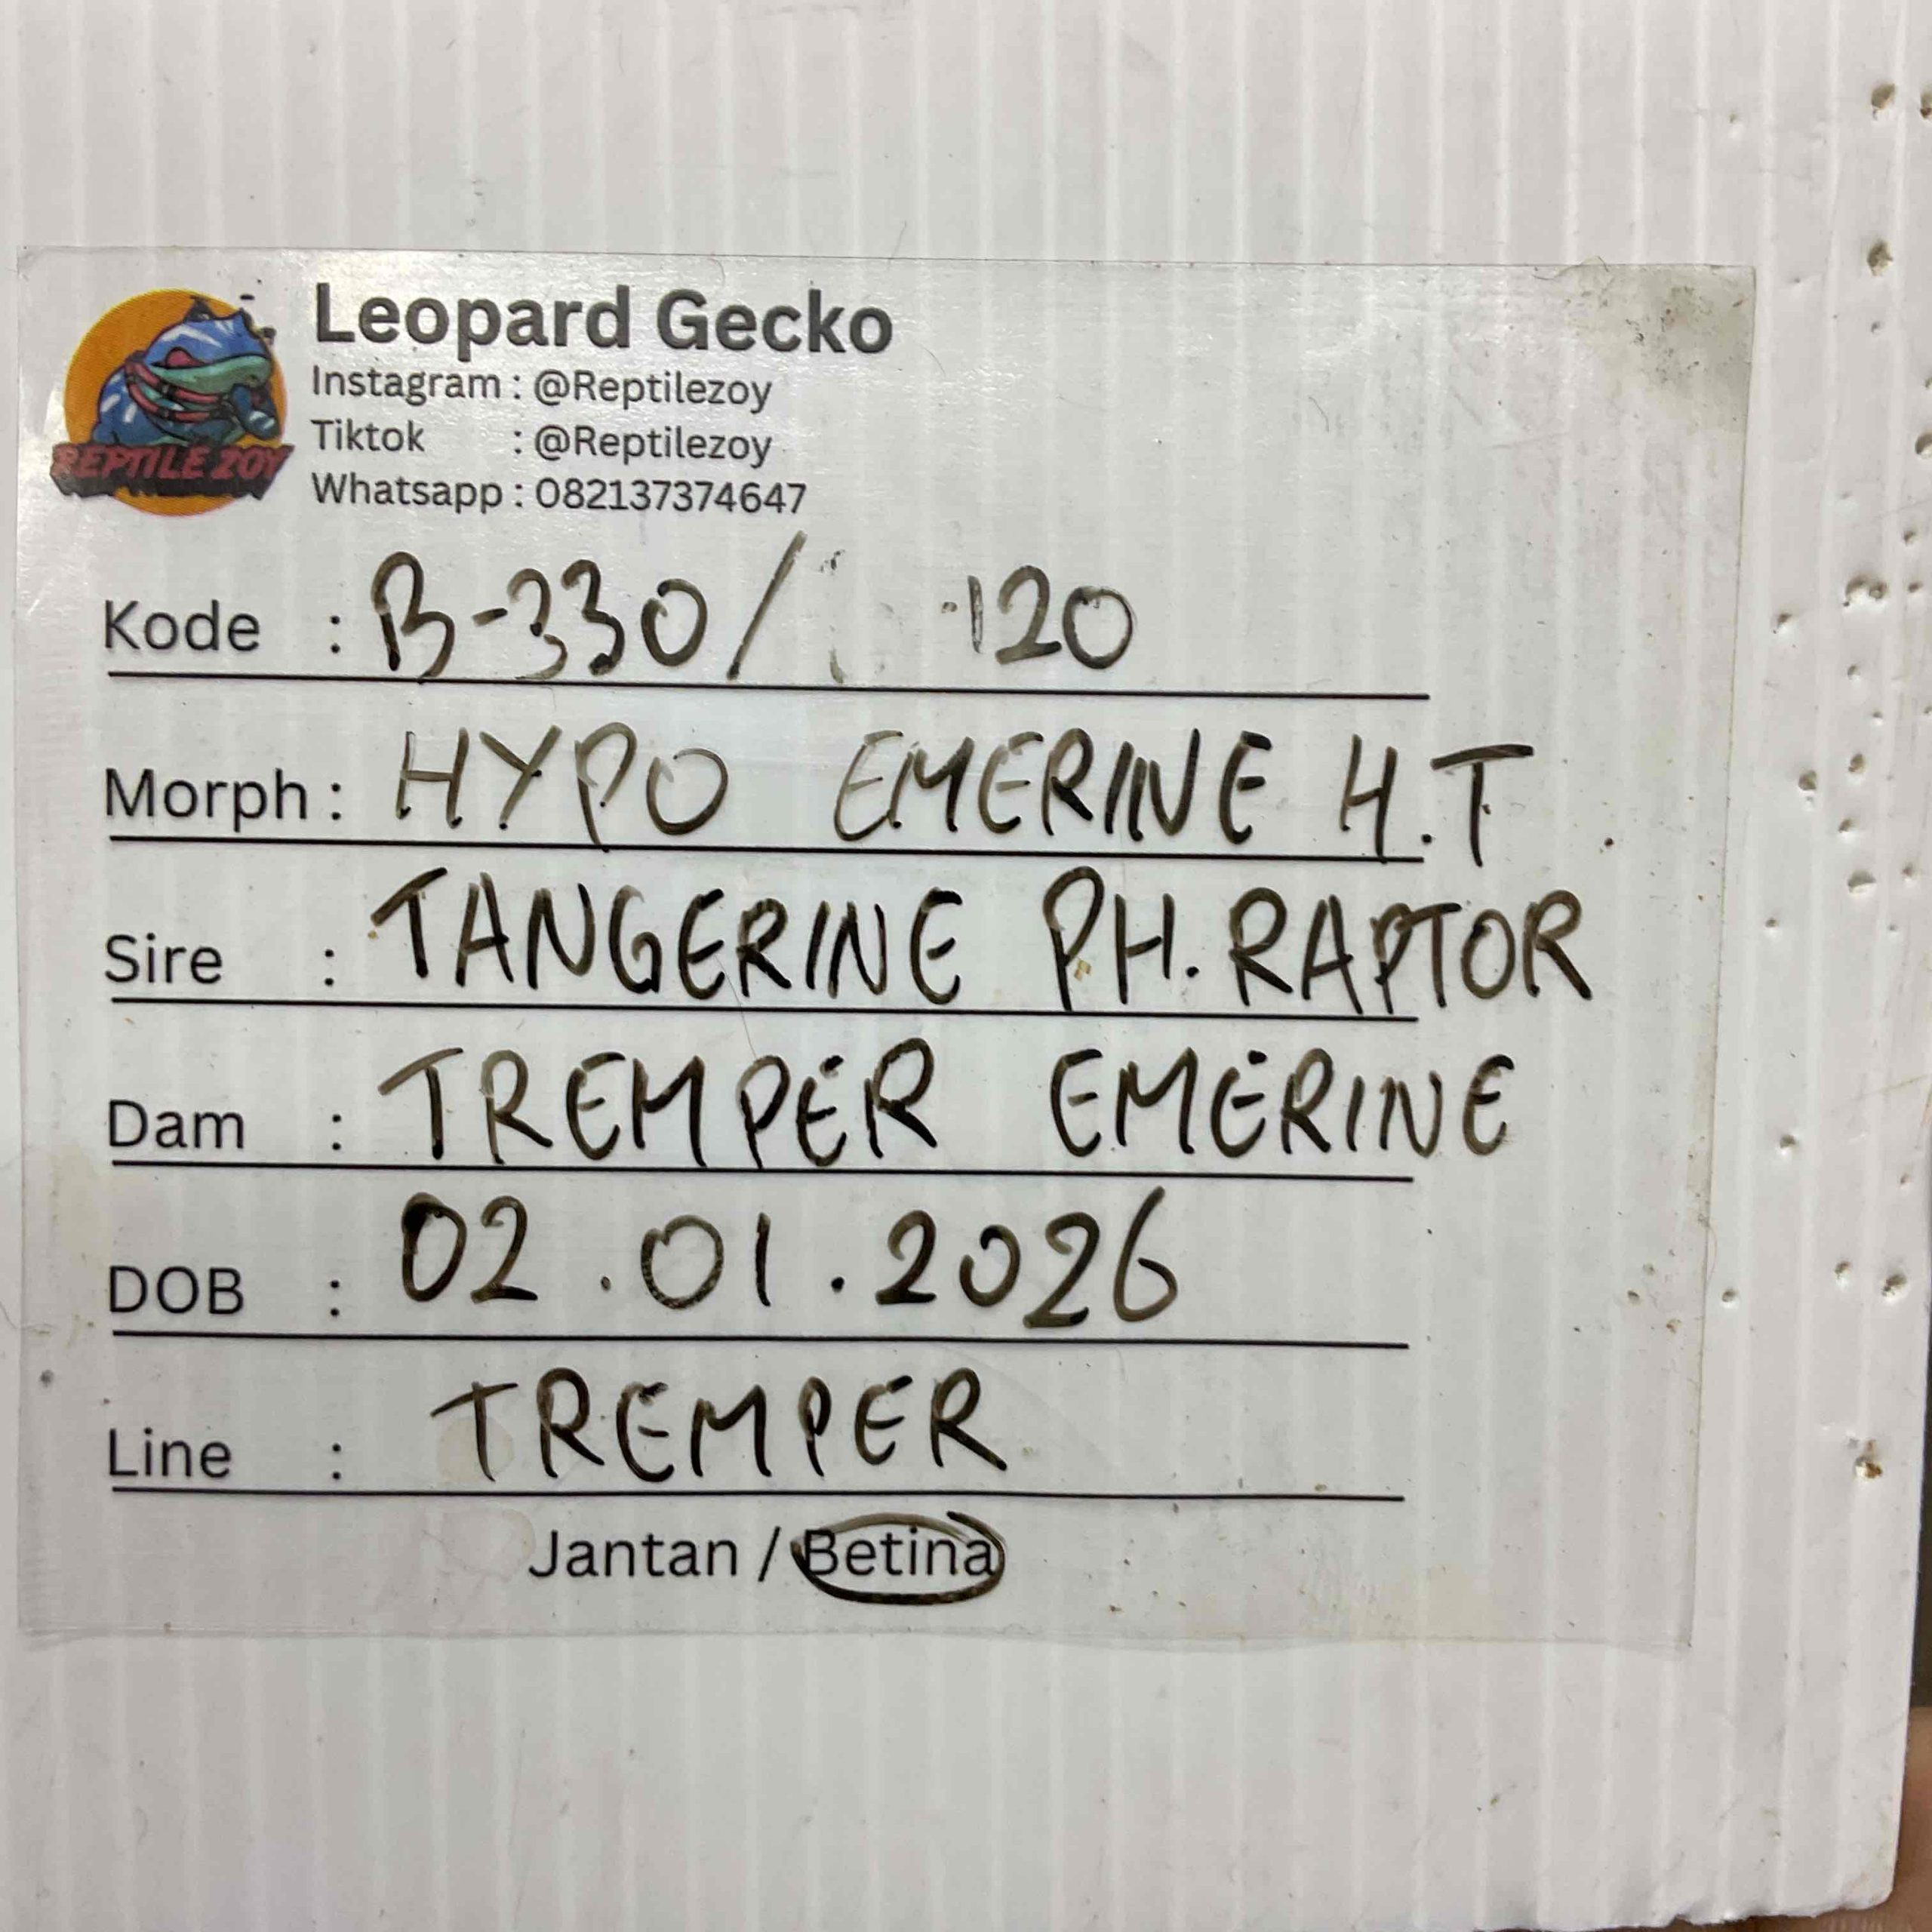 REPTILE ZOY
Leopard Gecko
Instagram : @Reptilezoy
Tiktok : @Reptilezoy
Whatsapp : 082137374647
Kode : B-330/ 120
Morph : HYPO EMERINE H.T
Sire : TANGERINE PH. RAPTOR
Dam : TREMPER EMERINE
DOB : 02.01.2026
Line : TREMPER
Jantan / Betina